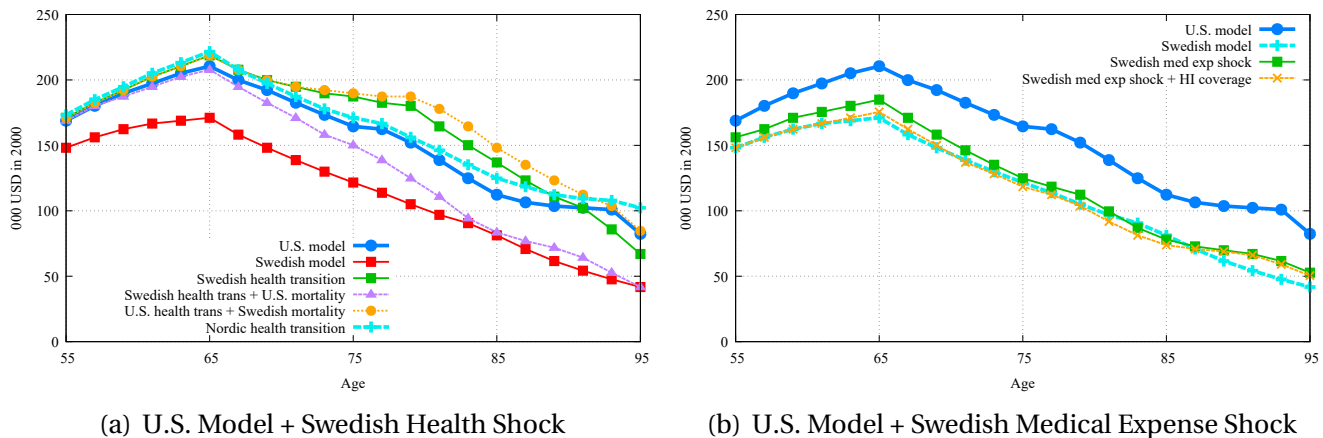 250
200
150
100
50
0
000 USD in 2000
U.S. model
Swedish model
Swedish health transition
Swedish health trans + U.S. mortality
U.S. health trans + Swedish mortality
Nordic health transition
55
65
75
85
95
Age
(a) U.S. Model + Swedish Health Shock
250
200
150
100
50
0
000 USD in 2000
U.S. model
Swedish model
Swedish med exp shock
Swedish med exp shock + HI coverage
55
65
75
85
95
Age
(b) U.S. Model + Swedish Medical Expense Shock